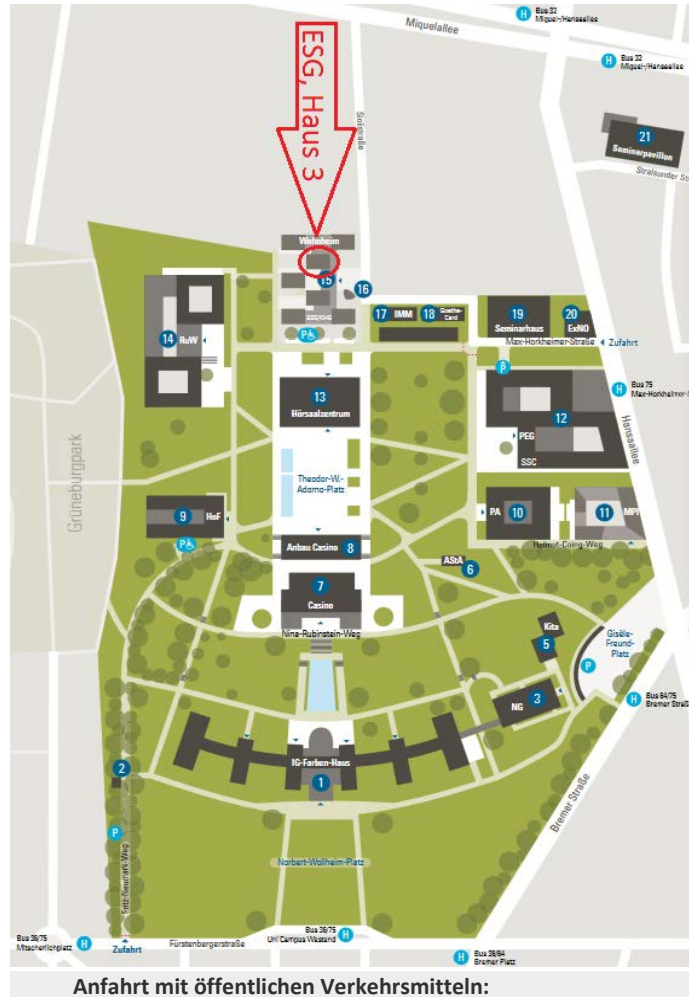 Bus 32
Miquel-/Hansaallee
Miquelallee
Bus 32
Miquel-/Hansaallee
ESG, Haus 3
Siolistraße
21
Seminarpavillon
Stralsunder Str
Wohnheim
15
16
ESG/KHG
P
17
IMM
18
Goethe-
Card
19
Seminarhaus
20
ExNO
Max-Horkheimer-Straße
Zufahrt
14
RuW
P
13
Hörsaalzentrum
Bus 75
Max-Horkheimer-
12
PEG
SSC
Hansaallee
Grüneburgpark
Theodor-W.-
Adorno-Platz
9
HoF
P
PA
10
11
MPI
Helmut-Coing-Weg
Anbau Casino
8
AStA
6
7
Casino
Nina-Rubinstein-Weg
Kita
5
Gisèle-
Freund-
Platz
P
3
NG
Bus 64/75
Bremer Straß
IG-Farben-Haus
1
2
P
Fritz-Neumark-Weg
Bremer Straße
Norbert-Wollheim-Platz
Bus 36/75
Mitscherlichplatz
H
Zufahrt
Fürstenbergerstraße
Bus 36/75
Uni Campus Westend
H
H
Bus 36/64
Bremer Platz
Anfahrt mit öffentlichen Verkehrsmitteln: